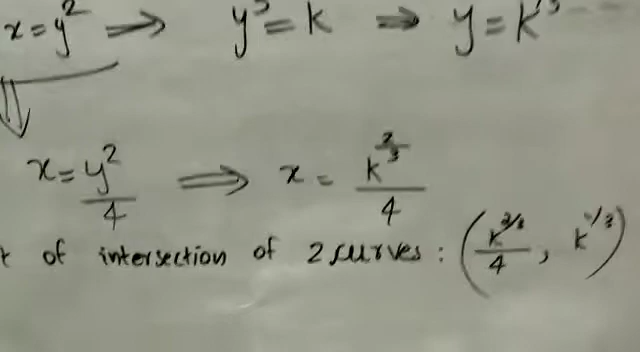 x = y² ⟹ y³ = k ⟹ y = k^1/3
x = y²/4 ⟹ x = k^2/3/4
of intersection of 2 curves : (k^2/3/4 , k^1/3)